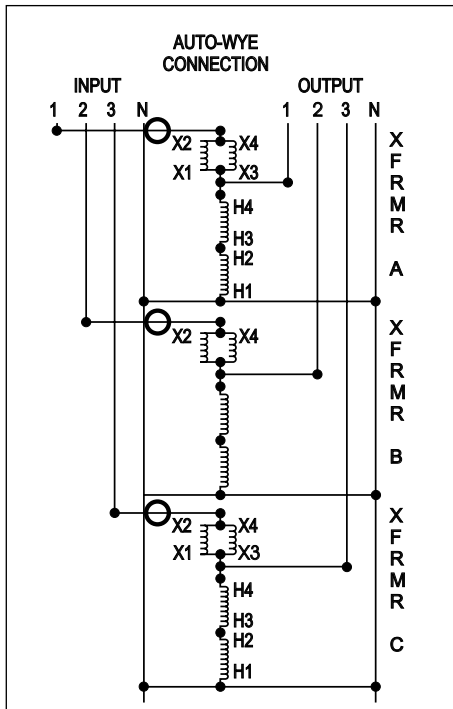 AUTO-WYE
CONNECTION
INPUT
OUTPUT
1 2 3 N
1 2 3 N
X2 X4
X1 X3
H4
H3
H2
H1
XFRMR A
X2 X4
XFRMR B
X2 X4
X1 X3
H4
H3
H2
H1
XFRMR C